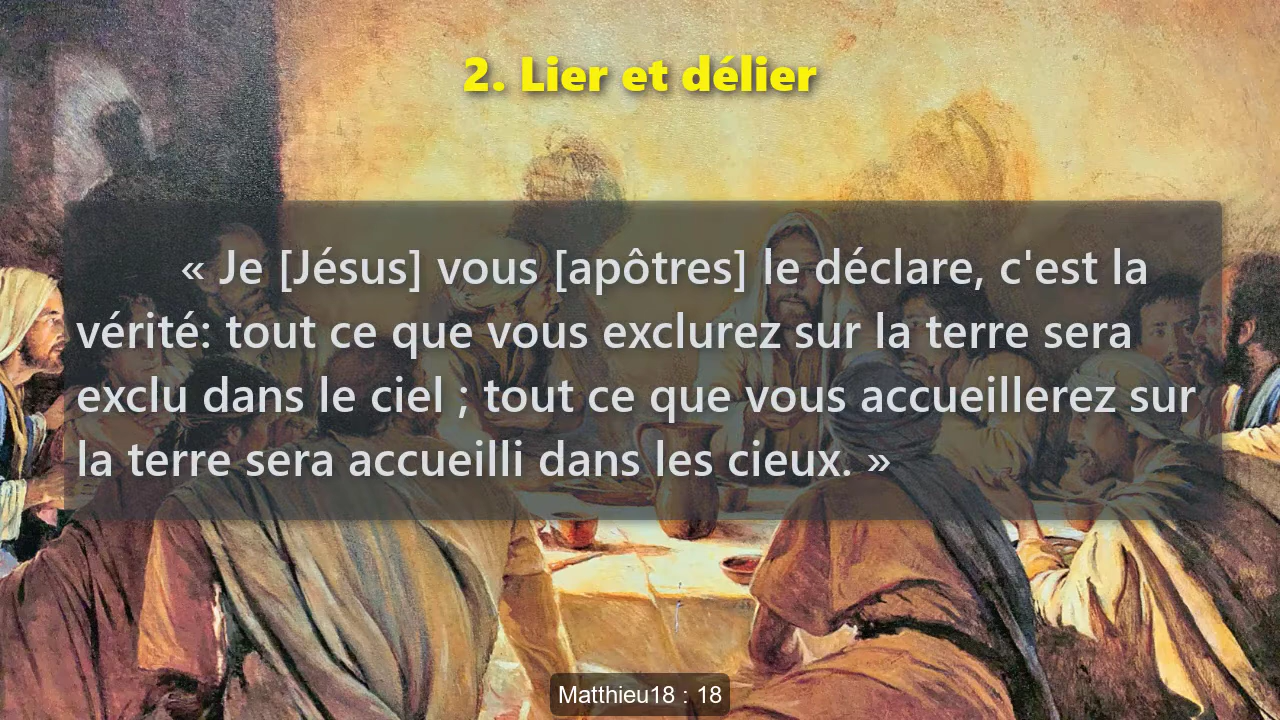 2. Lier et délier
« Je [Jésus] vous [apôtres] le déclare, c'est la
vérité: tout ce que vous exclurez sur la terre sera
exclu dans le ciel ; tout ce que vous accueillerez sur
la terre sera accueilli dans les cieux. »
Matthieu18 : 18